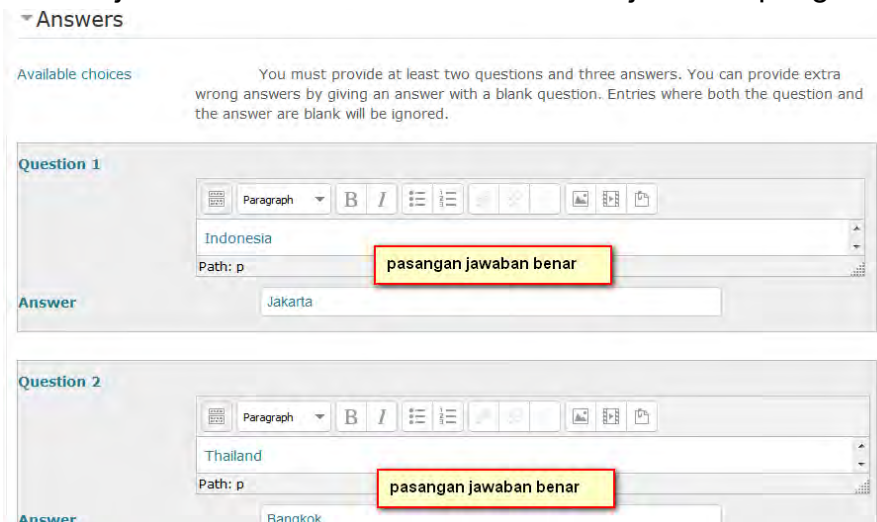 Answers
Available choices
You must provide at least two questions and three answers. You can provide extra
wrong answers by giving an answer with a blank question. Entries where both the question and
the answer are blank will be ignored.
Question 1
Paragraph B I
Indonesia
Path: p
pasangan jawaban benar
Answer Jakarta
Question 2
Paragraph B I
Thailand
Path: p
pasangan jawaban benar
Answer Bangkok